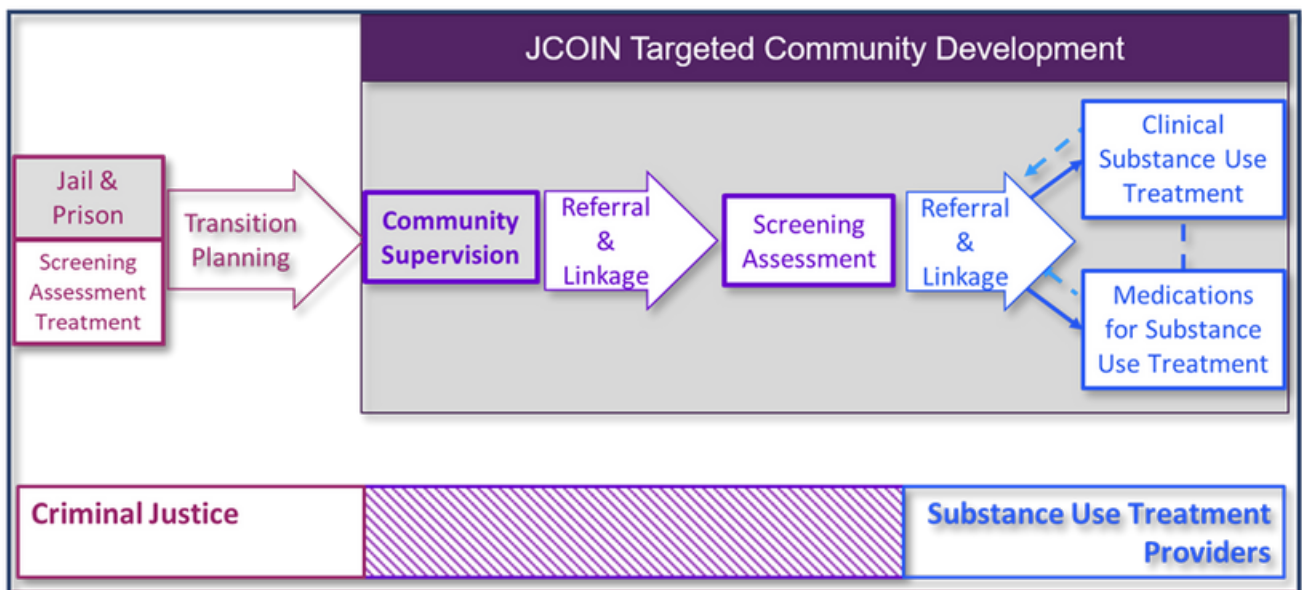 JCOIN Targeted Community Development
Jail &
Prison
Screening
Assessment
Treatment
Transition
Planning
Community
Supervision
Referral
&
Linkage
Screening
Assessment
Referral
&
Linkage
Clinical
Substance Use
Treatment
Medications
for Substance
Use Treatment
Criminal Justice
Substance Use Treatment
Providers